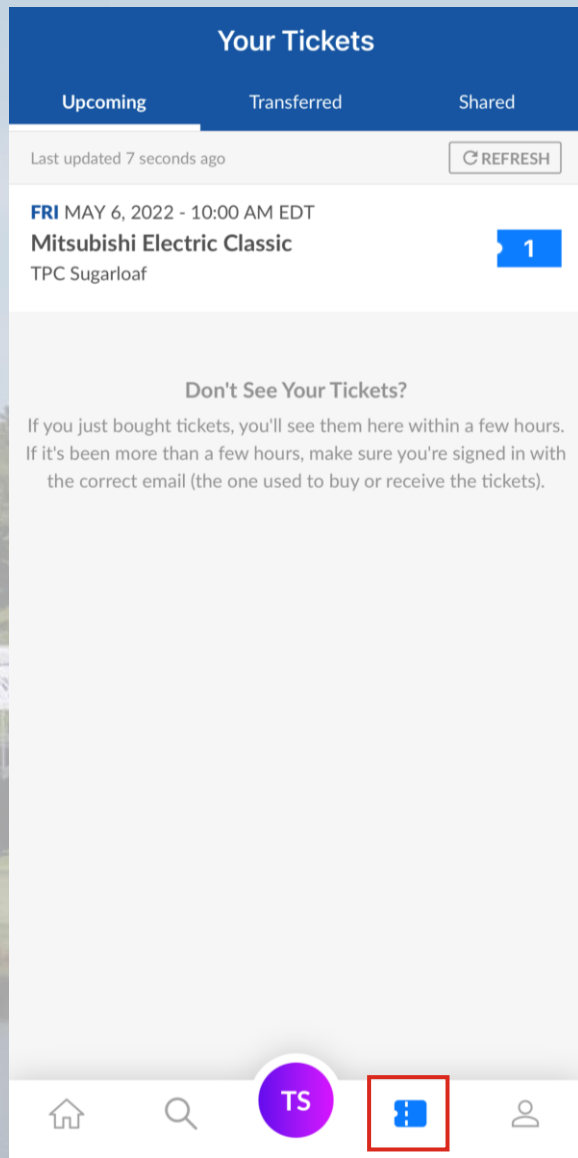 Your Tickets
Upcoming Transferred Shared
Last updated 7 seconds ago REFRESH
FRI MAY 6, 2022 - 10:00 AM EDT
Mitsubishi Electric Classic
1
TPC Sugarloaf
Don't See Your Tickets?
If you just bought tickets, you'll see them here within a few hours.
If it's been more than a few hours, make sure you're signed in with
the correct email (the one used to buy or receive the tickets).
TS